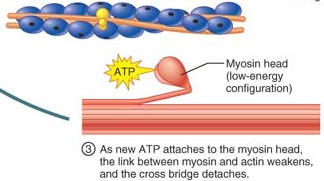 ATP
Myosin head
(low-energy
configuration)
③ As new ATP attaches to the myosin head,
the link between myosin and actin weakens,
and the cross bridge detaches.